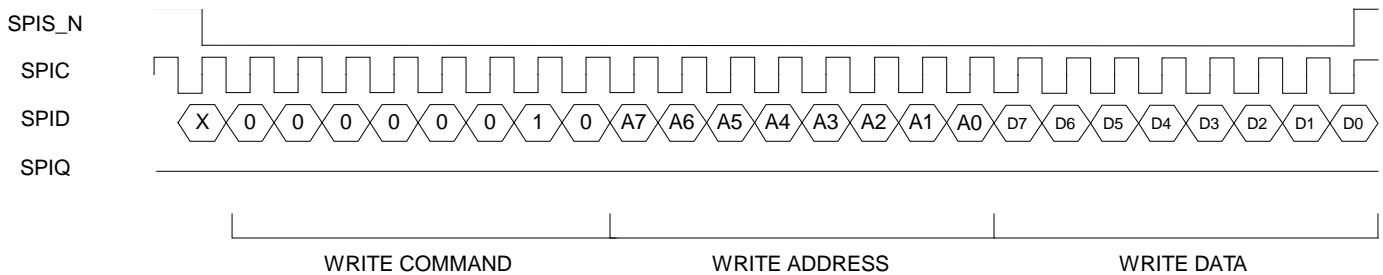 SPIS_N
SPIC
SPID X 0 0 0 0 0 0 1 0 A7 A6 A5 A4 A3 A2 A1 A0 D7 D6 D5 D4 D3 D2 D1 D0
SPIQ
WRITE COMMAND WRITE ADDRESS WRITE DATA